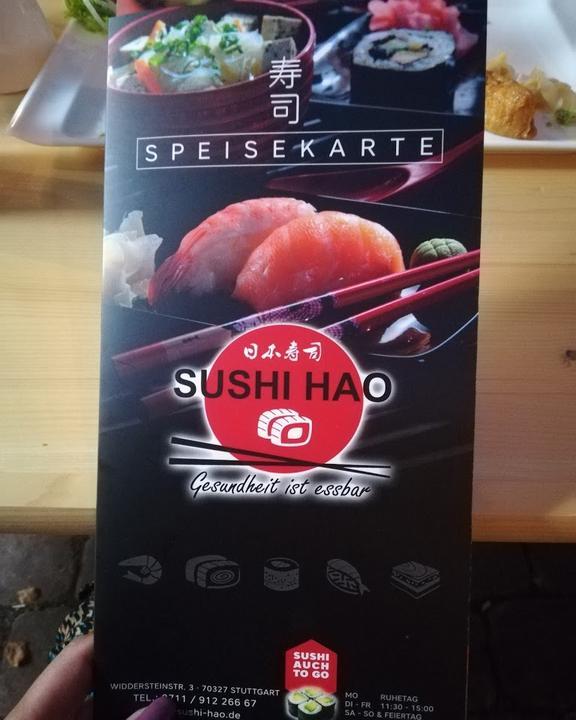 寿
司
SPEISEKARTE
日本寿司
SUSHI HAO
Gesundheit ist essbar
SUSHI
AUCH
TO GO
WIDDERSTEINSTR. 3 · 70327 STUTTGART
TEL.: 0711 / 912 266 67
sushi-hao.de
MO RUHETAG
DI - FR 11:30 - 15:00
SA - SO & FEIERTAG